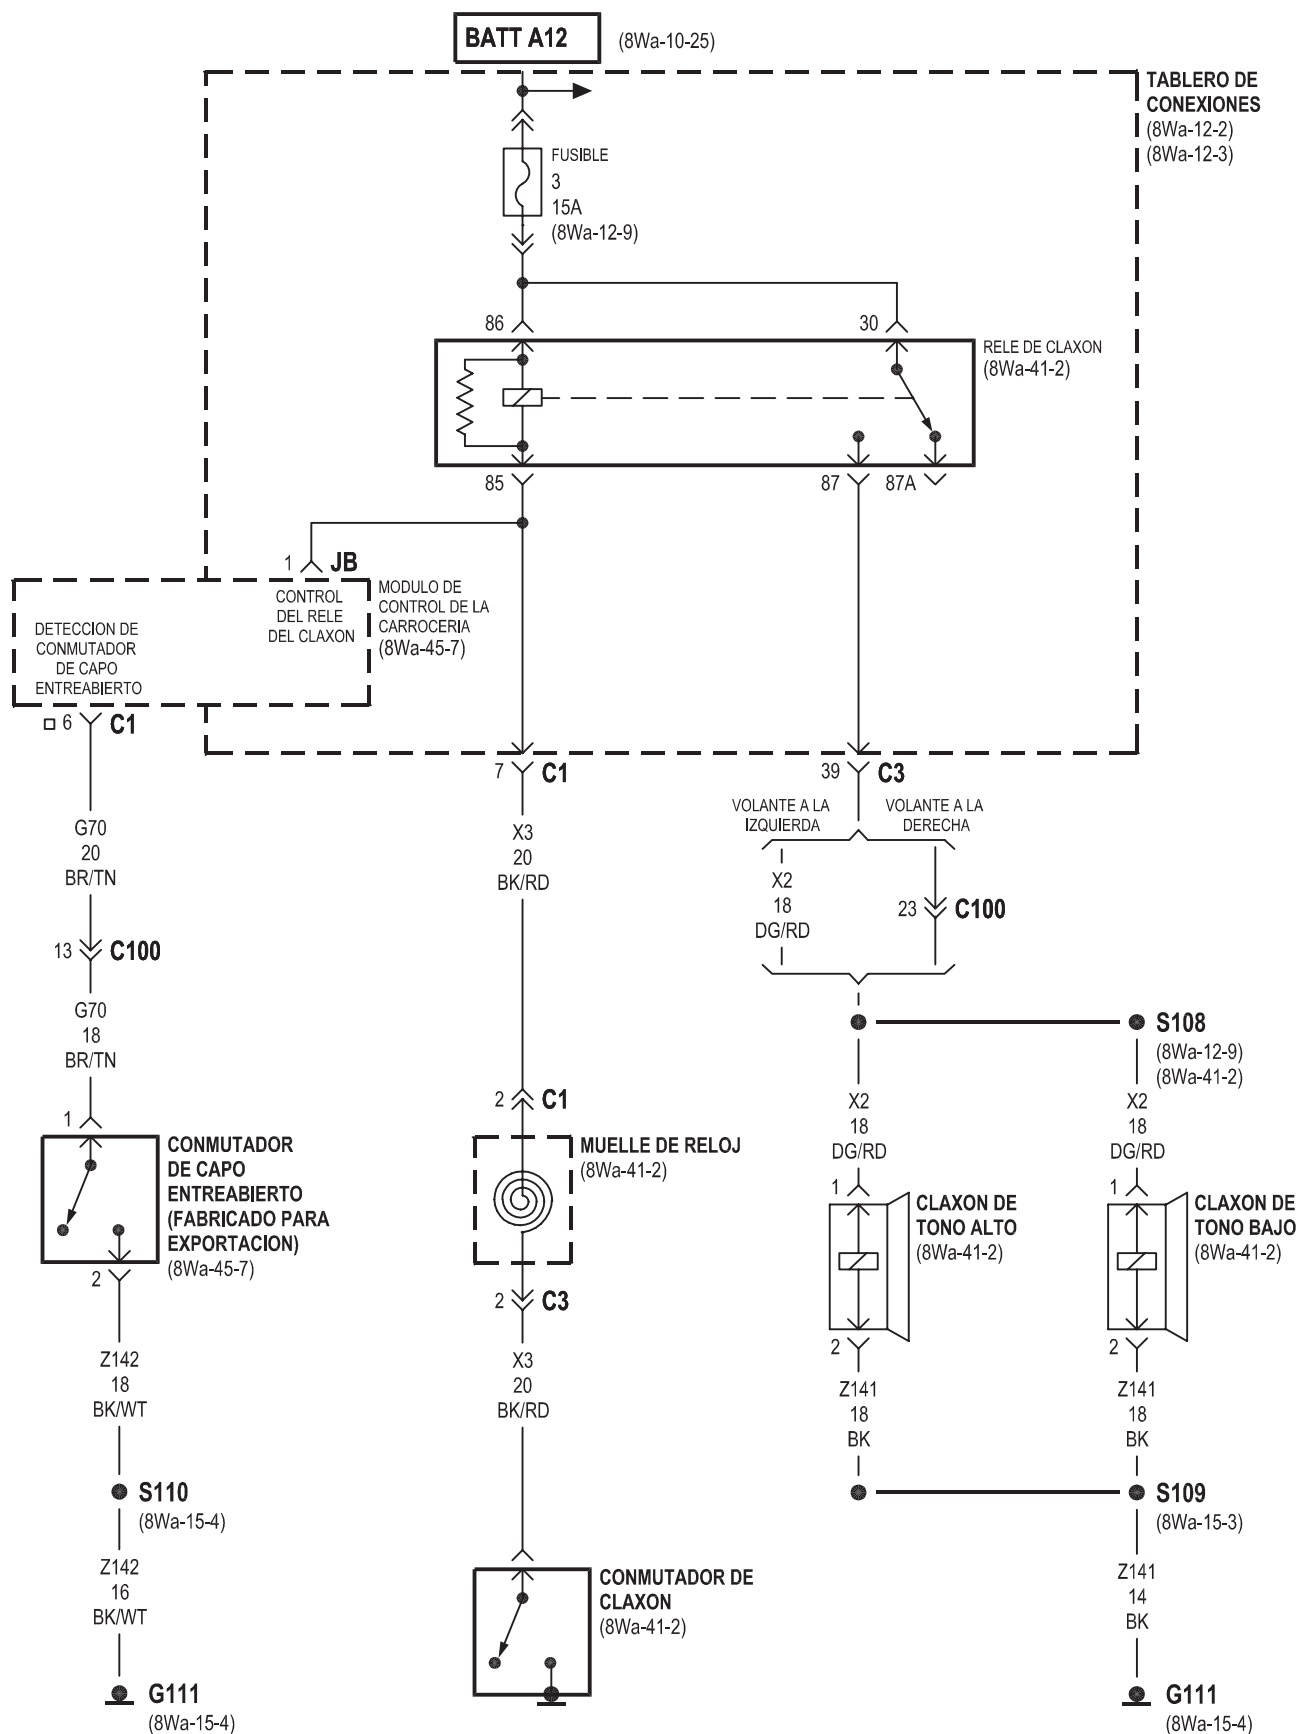 BATT A12
(8Wa-10-25)
TABLERO DE
CONEXIONES
(8Wa-12-2)
(8Wa-12-3)
FUSIBLE
3
15A
(8Wa-12-9)
86
30
RELE DE CLAXON
(8Wa-41-2)
85
87
87A
1
JB
CONTROL
DEL RELE
DEL CLAXON
MODULO DE
CONTROL DE LA
CARROCERIA
(8Wa-45-7)
DETECCION DE
CONMUTADOR
DE CAPO
ENTREABIERTO
6
C1
7
C1
39
C3
G70
20
BR/TN
13
C100
G70
18
BR/TN
1
CONMUTADOR
DE CAPO
ENTREABIERTO
(FABRICADO PARA
EXPORTACION)
(8Wa-45-7)
2
Z142
18
BK/WT
S110
(8Wa-15-4)
Z142
16
BK/WT
G111
(8Wa-15-4)
X3
20
BK/RD
2
C1
MUELLE DE RELOJ
(8Wa-41-2)
2
C3
X3
20
BK/RD
CONMUTADOR DE
CLAXON
(8Wa-41-2)
VOLANTE A LA
IZQUIERDA
VOLANTE A LA
DERECHA
X2
18
DG/RD
23
C100
S108
(8Wa-12-9)
(8Wa-41-2)
X2
18
DG/RD
1
CLAXON DE
TONO ALTO
(8Wa-41-2)
2
Z141
18
BK
X2
18
DG/RD
1
CLAXON DE
TONO BAJO
(8Wa-41-2)
2
Z141
18
BK
S109
(8Wa-15-3)
Z141
14
BK
G111
(8Wa-15-4)